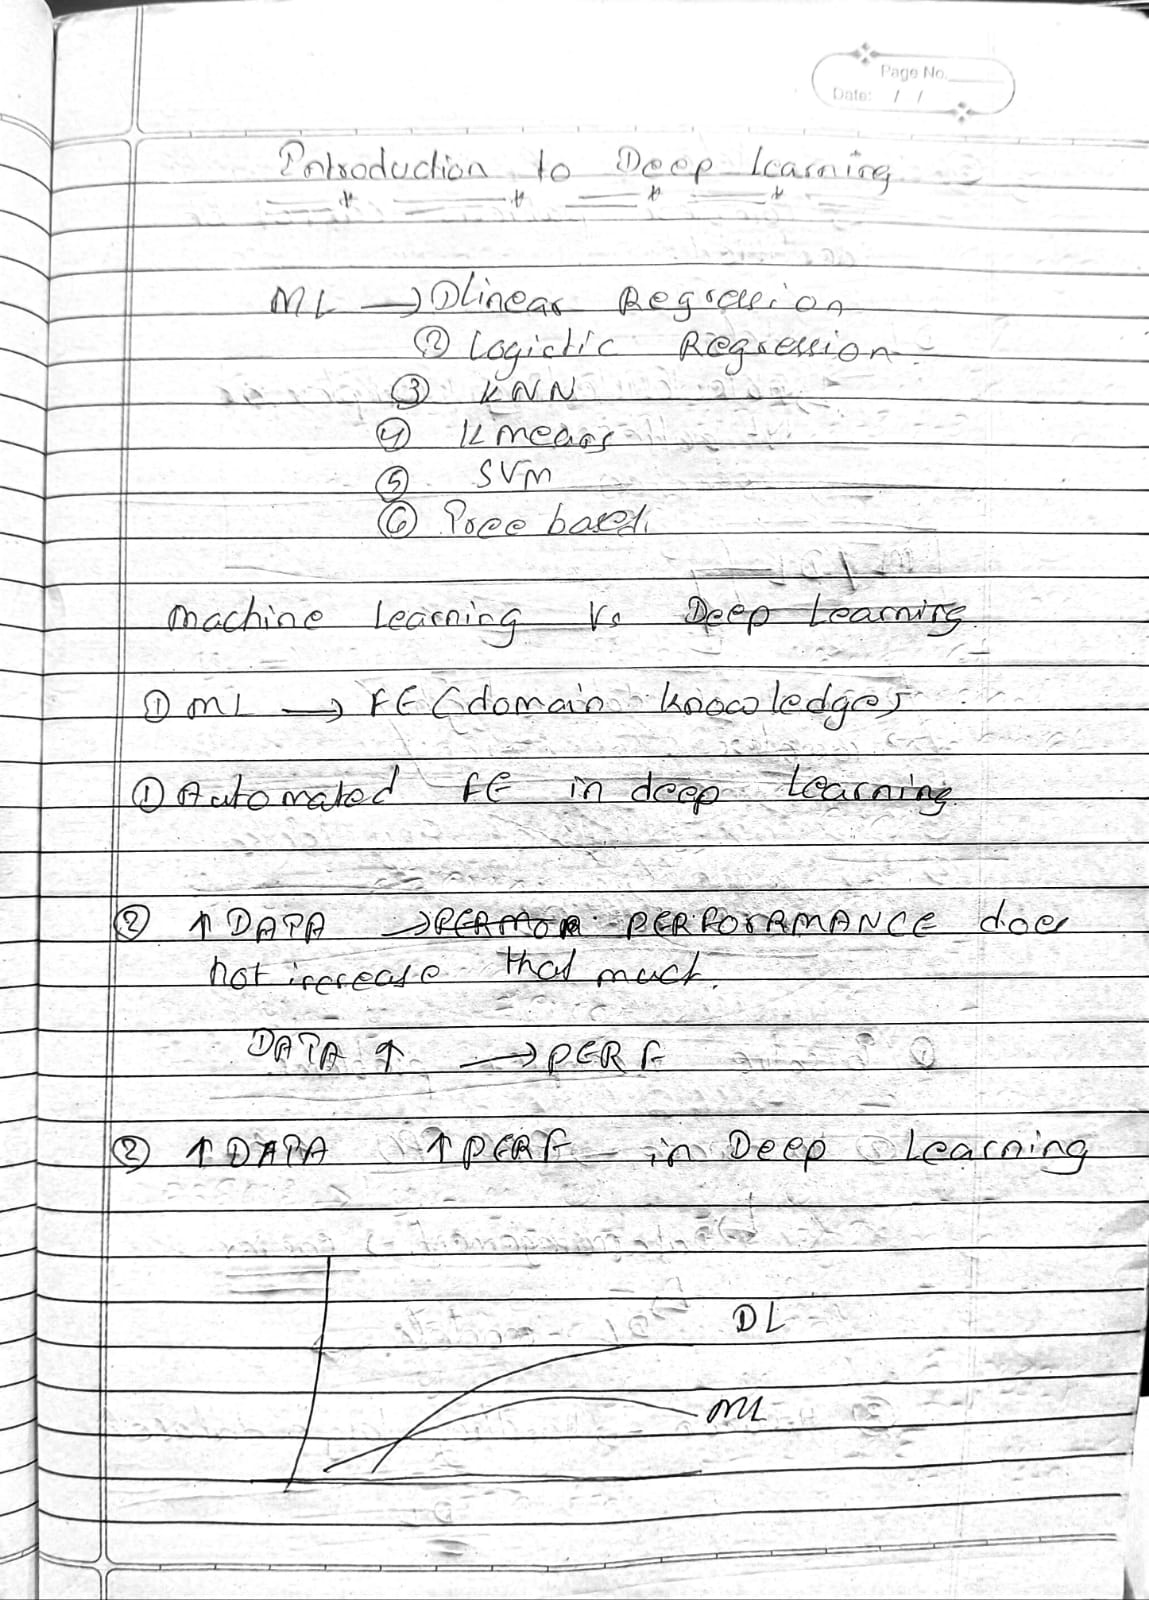 Page No.
Date: / /
Introduction to Deep Learning
ML → ① Linear Regression
② Logistic Regression
③ KNN
④ K means
⑤ SVM
⑥ Tree based.
Machine Learning Vs Deep Learning
① ML → FE (domain knowledge)
① Automated FE in deep Learning
② ↑ DATA → PERFORMANCE does
not increase that much.
DATA ↑ → PERF
② ↑ DATA ↑ PERF in Deep Learning
DL
ML